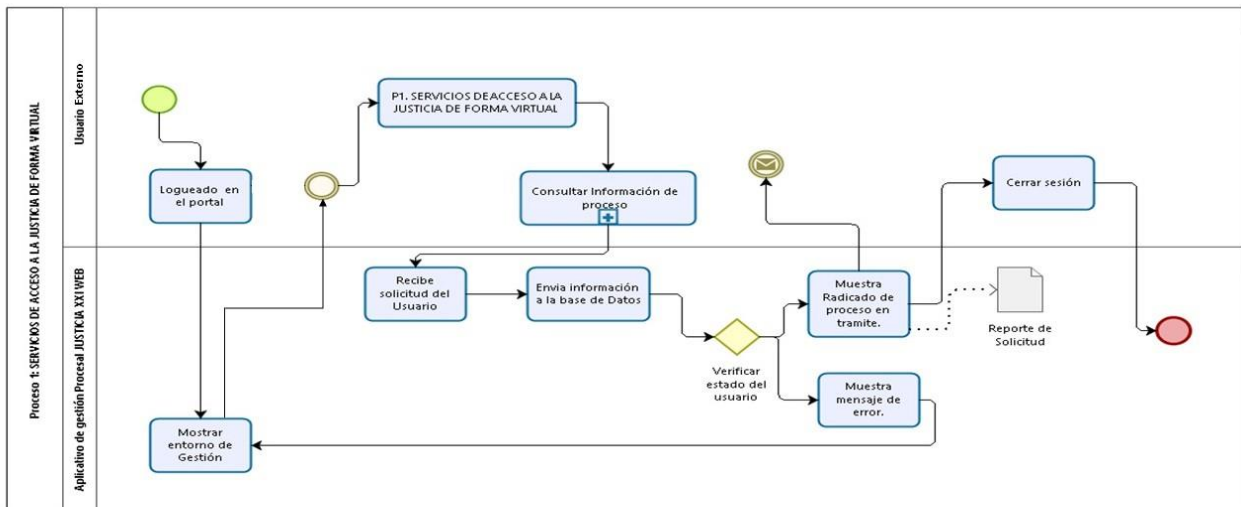 Proceso 1: SERVICIOS DE ACCESO A LA JUSTICIA DE FORMA VIRTUAL
Usuario Externo
Logueado en
el portal
P1. SERVICIOS DEACCESO A LA
JUSTICIA DE FORMA VIRTUAL
Consultar Información de
proceso
Cerrar sesión
Aplicativo de gestión Procesal JUSTICIA XXI WEB
Recibe
solicitud del
Usuario
Envia información
a la base de Datos
Verificar
estado del
usuario
Muestra
Radicado de
proceso en
tramite.
Reporte de
Solicitud
Muestra
mensaje de
error.
Mostrar
entorno de
Gestión